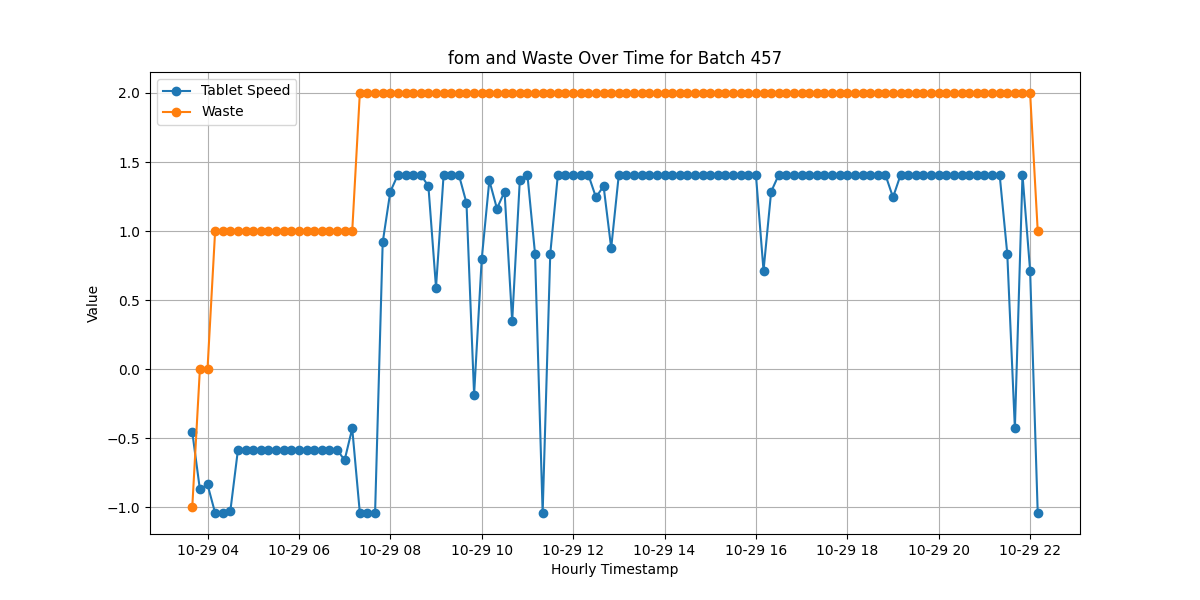 fom and Waste Over Time for Batch 457
Tablet Speed
Waste
2.0
1.5
1.0
0.5
0.0
−0.5
−1.0
Value
10-29 04 10-29 06 10-29 08 10-29 10 10-29 12 10-29 14 10-29 16 10-29 18 10-29 20 10-29 22
Hourly Timestamp